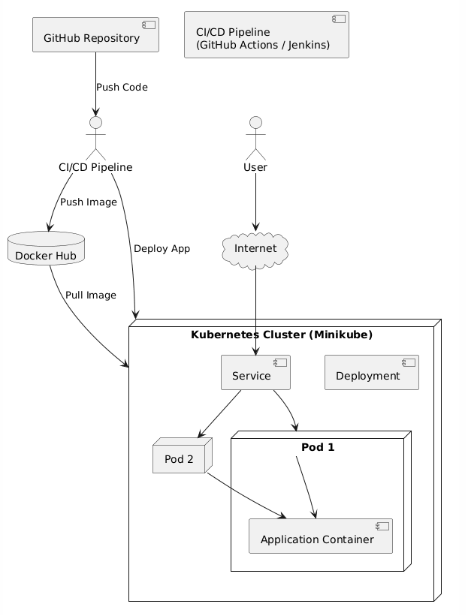 GitHub Repository
CI/CD Pipeline
(GitHub Actions / Jenkins)
Push Code
CI/CD Pipeline
User
Push Image
Deploy App
Docker Hub
Internet
Pull Image
Kubernetes Cluster (Minikube)
Service
Deployment
Pod 2
Pod 1
Application Container